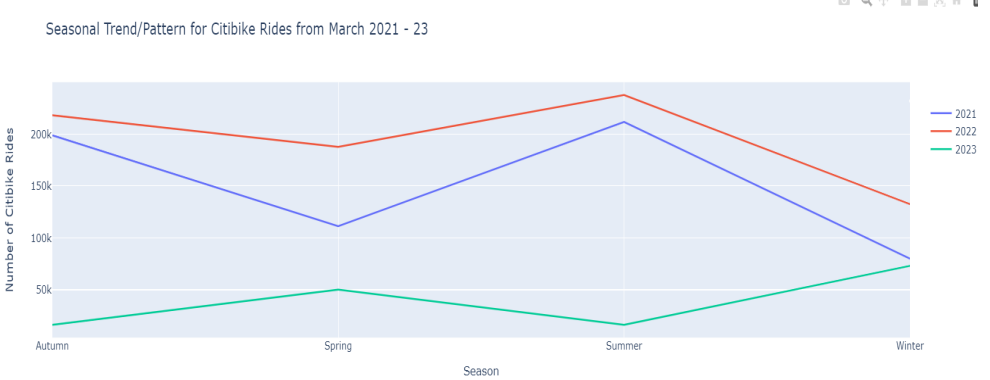 Seasonal Trend/Pattern for Citibike Rides from March 2021 - 23
2021
2022
2023
Number of Citibike Rides
200k
150k
100k
50k
Autumn Spring Summer Winter
Season